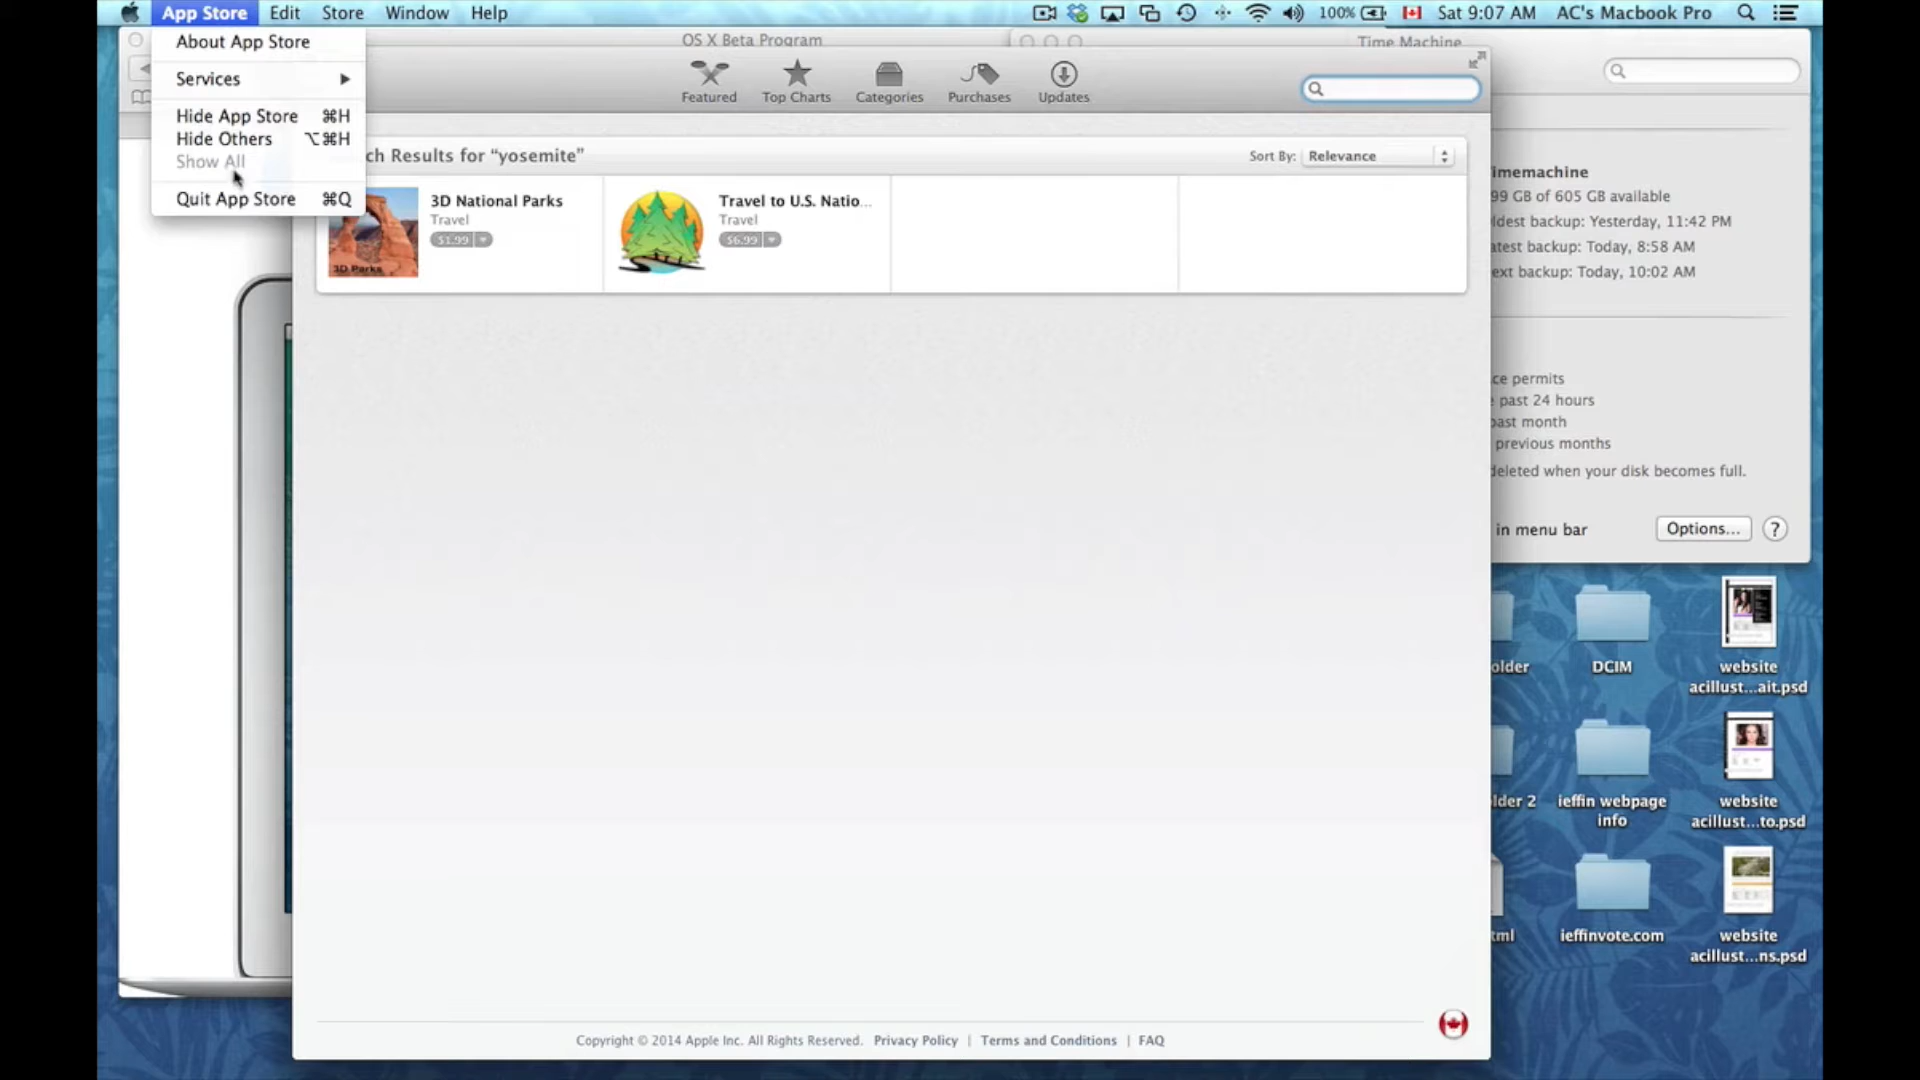 App Store Edit Store Window Help 100% Sat 9:07 AM AC's Macbook Pro
About App Store
Services
Hide App Store ⌘H
Hide Others ⌥⌘H
Show All
Quit App Store ⌘Q
OS X Beta Program
Time Machine
Featured Top Charts Categories Purchases Updates
ch Results for “yosemite”
Sort By: Relevance
3D National Parks
Travel
$1.99
3D Parks
Travel to U.S. Natio...
Travel
$6.99
Timemachine
99 GB of 605 GB available
ldest backup: Yesterday, 11:42 PM
atest backup: Today, 8:58 AM
ext backup: Today, 10:02 AM
ce permits
past 24 hours
past month
previous months
deleted when your disk becomes full.
in menu bar Options... ?
older DCIM website
acillust...ait.psd
lder 2 ieffin webpage website
info acillust...to.psd
tml ieffinvote.com website
acillust...ns.psd
Copyright © 2014 Apple Inc. All Rights Reserved. Privacy Policy | Terms and Conditions | FAQ